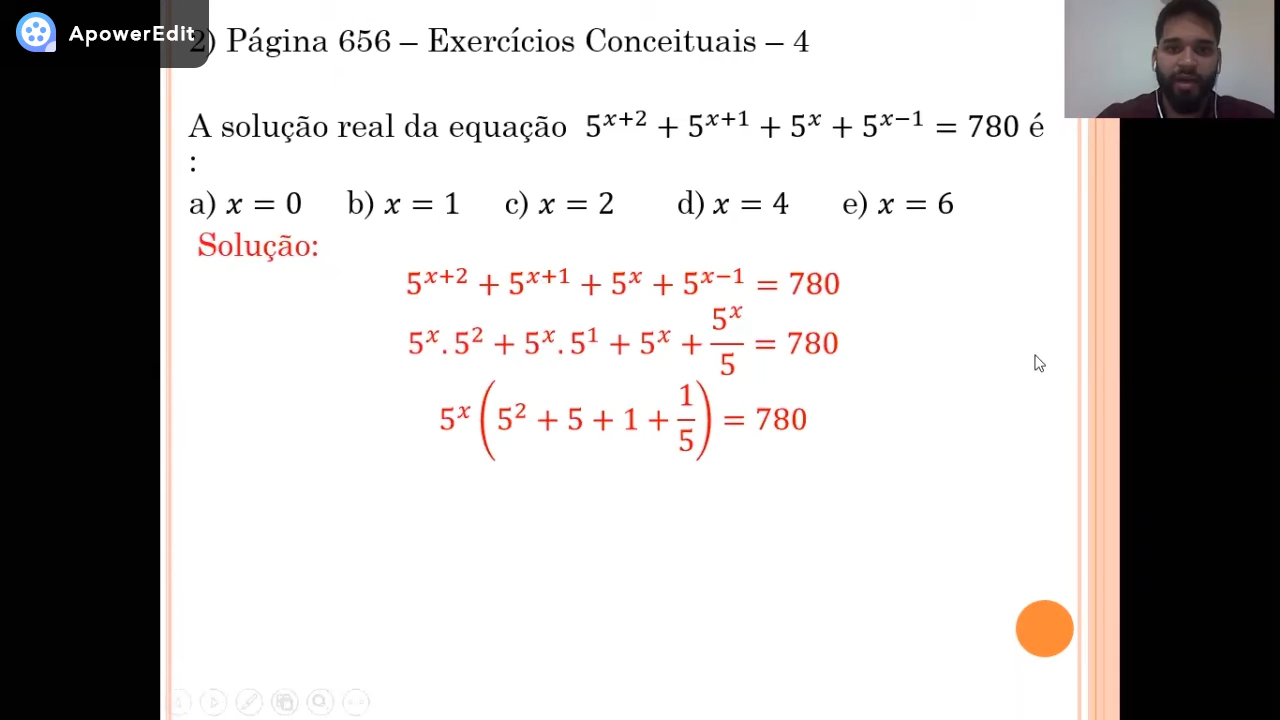 ApowerEdit
2) Página 656 – Exercícios Conceituais – 4
A solução real da equação 5^{x+2} + 5^{x+1} + 5^x + 5^{x−1} = 780 é
:
a) x = 0 b) x = 1 c) x = 2 d) x = 4 e) x = 6
Solução:
5^{x+2} + 5^{x+1} + 5^x + 5^{x−1} = 780
5^x . 5^2 + 5^x . 5^1 + 5^x + \frac{5^x}{5} = 780
5^x (5^2 + 5 + 1 + \frac{1}{5}) = 780